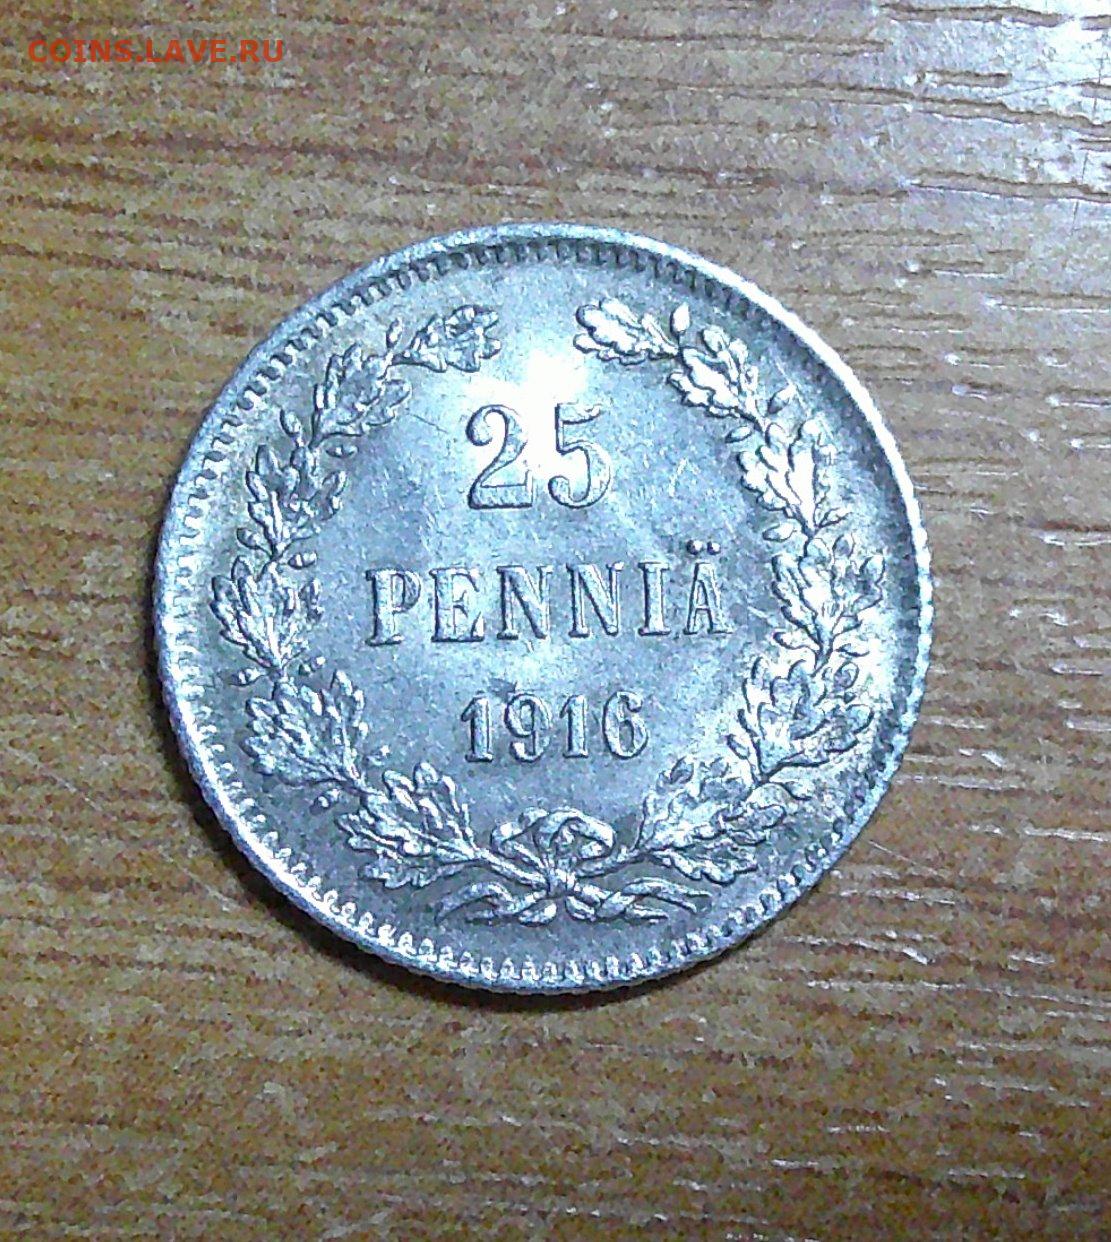 COINS.LAVE.RU
25
PENNIÄ
1916